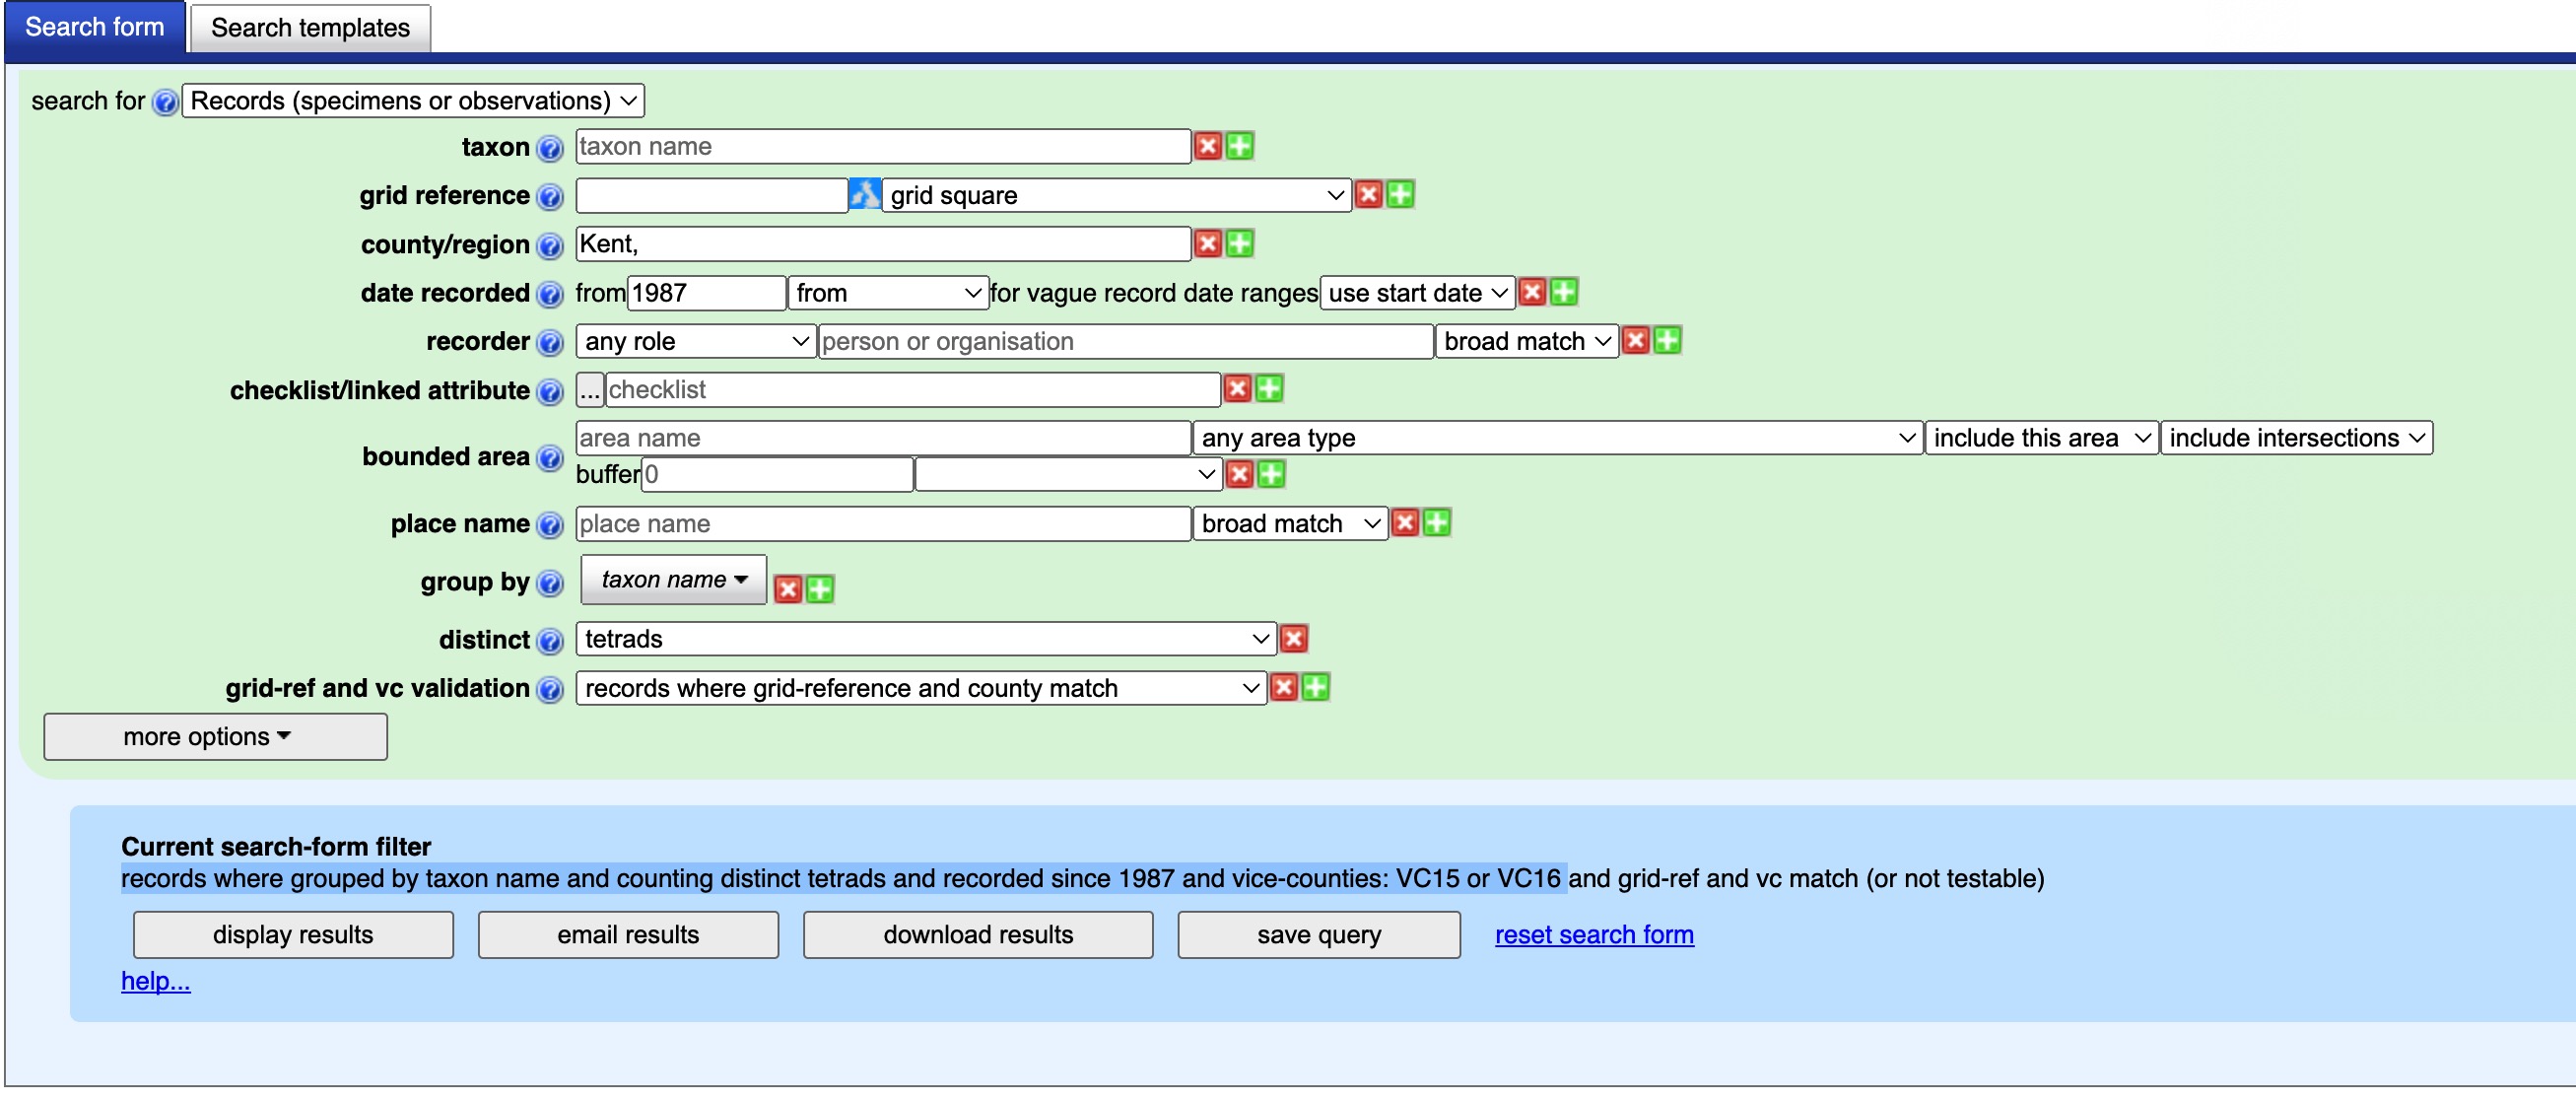 Search form Search templates
search for Records (specimens or observations)
taxon taxon name
grid reference grid square
county/region Kent,
date recorded from 1987 from for vague record date ranges use start date
recorder any role person or organisation broad match
checklist/linked attribute ... checklist
bounded area area name any area type include this area include intersections
buffer 0
place name place name broad match
group by taxon name
distinct tetrads
grid-ref and vc validation records where grid-reference and county match
more options
Current search-form filter
records where grouped by taxon name and counting distinct tetrads and recorded since 1987 and vice-counties: VC15 or VC16 and grid-ref and vc match (or not testable)
display results email results download results save query reset search form
help...